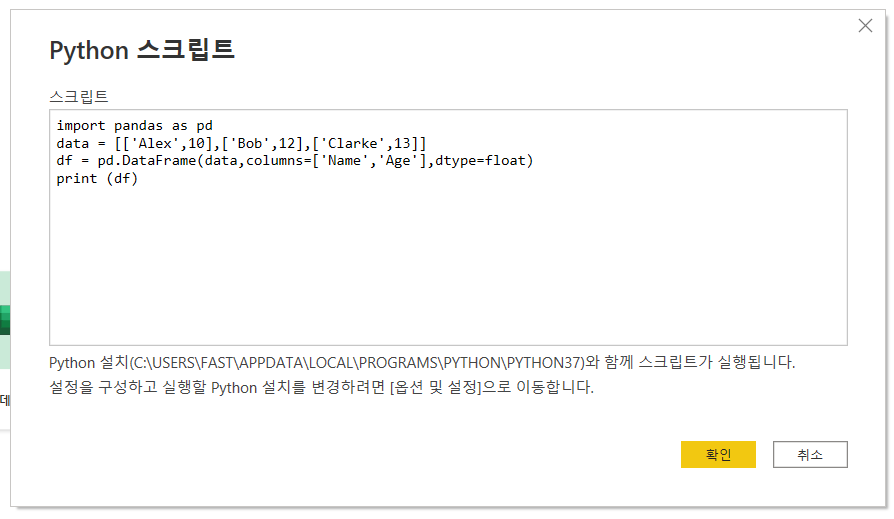 Python 스크립트
스크립트
import pandas as pd
data = [['Alex',10],['Bob',12],['Clarke',13]]
df = pd.DataFrame(data,columns=['Name','Age'],dtype=float)
print (df)
Python 설치(C:\USERS\FAST\APPDATA\LOCAL\PROGRAMS\PYTHON\PYTHON37)와 함께 스크립트가 실행됩니다.
설정을 구성하고 실행할 Python 설치를 변경하려면 [옵션 및 설정]으로 이동합니다.
데
확인 취소